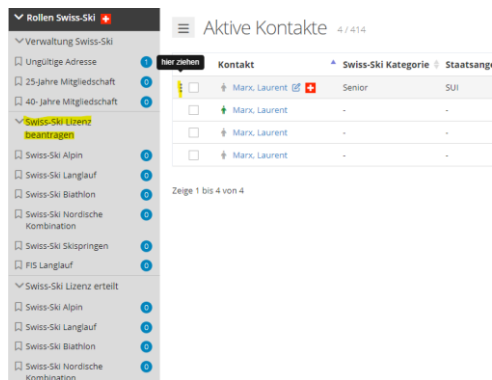 Rollen Swiss-Ski
Verwaltung Swiss-Ski
Ungültige Adresse 1
25-Jahre Mitgliedschaft 0
40- Jahre Mitgliedschaft 0
Swiss-Ski Lizenz
beantragen
Swiss-Ski Alpin 0
Swiss-Ski Langlauf 0
Swiss-Ski Biathlon 0
Swiss-Ski Nordische 0
Kombination
Swiss-Ski Skispringen 0
FIS Langlauf 0
Swiss-Ski Lizenz erteilt
Swiss-Ski Alpin 0
Swiss-Ski Langlauf 0
Swiss-Ski Biathlon 0
Swiss-Ski Nordische 0
Kombination
Aktive Kontakte 4 / 414
hier ziehen
Kontakt Swiss-Ski Kategorie Staatsange
Marx, Laurent Senior SUI
Marx, Laurent - -
Marx, Laurent - -
Marx, Laurent - -
Zeige 1 bis 4 von 4